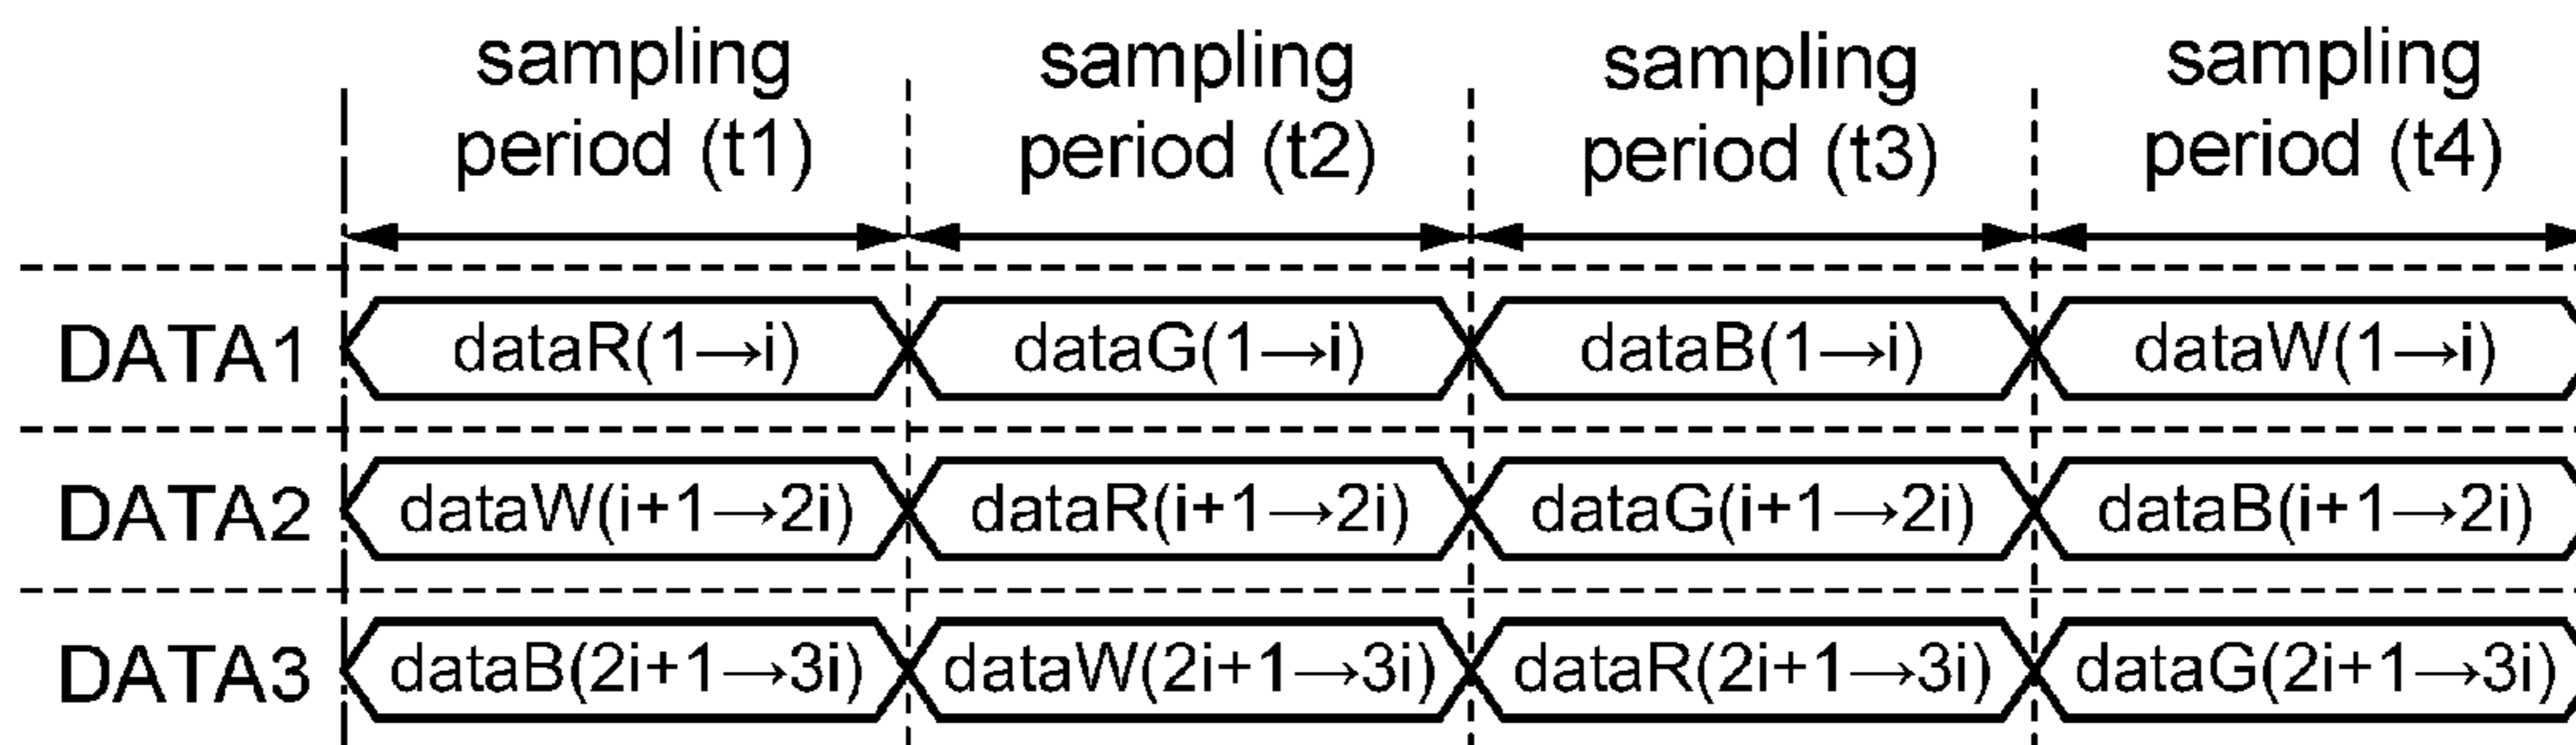 sampling sampling sampling sampling
period (t1) period (t2) period (t3) period (t4)
DATA1 dataR(1→i) dataG(1→i) dataB(1→i) dataW(1→i)
DATA2 dataW(i+1→2i) dataR(i+1→2i) dataG(i+1→2i) dataB(i+1→2i)
DATA3 dataB(2i+1→3i) dataW(2i+1→3i) dataR(2i+1→3i) dataG(2i+1→3i)